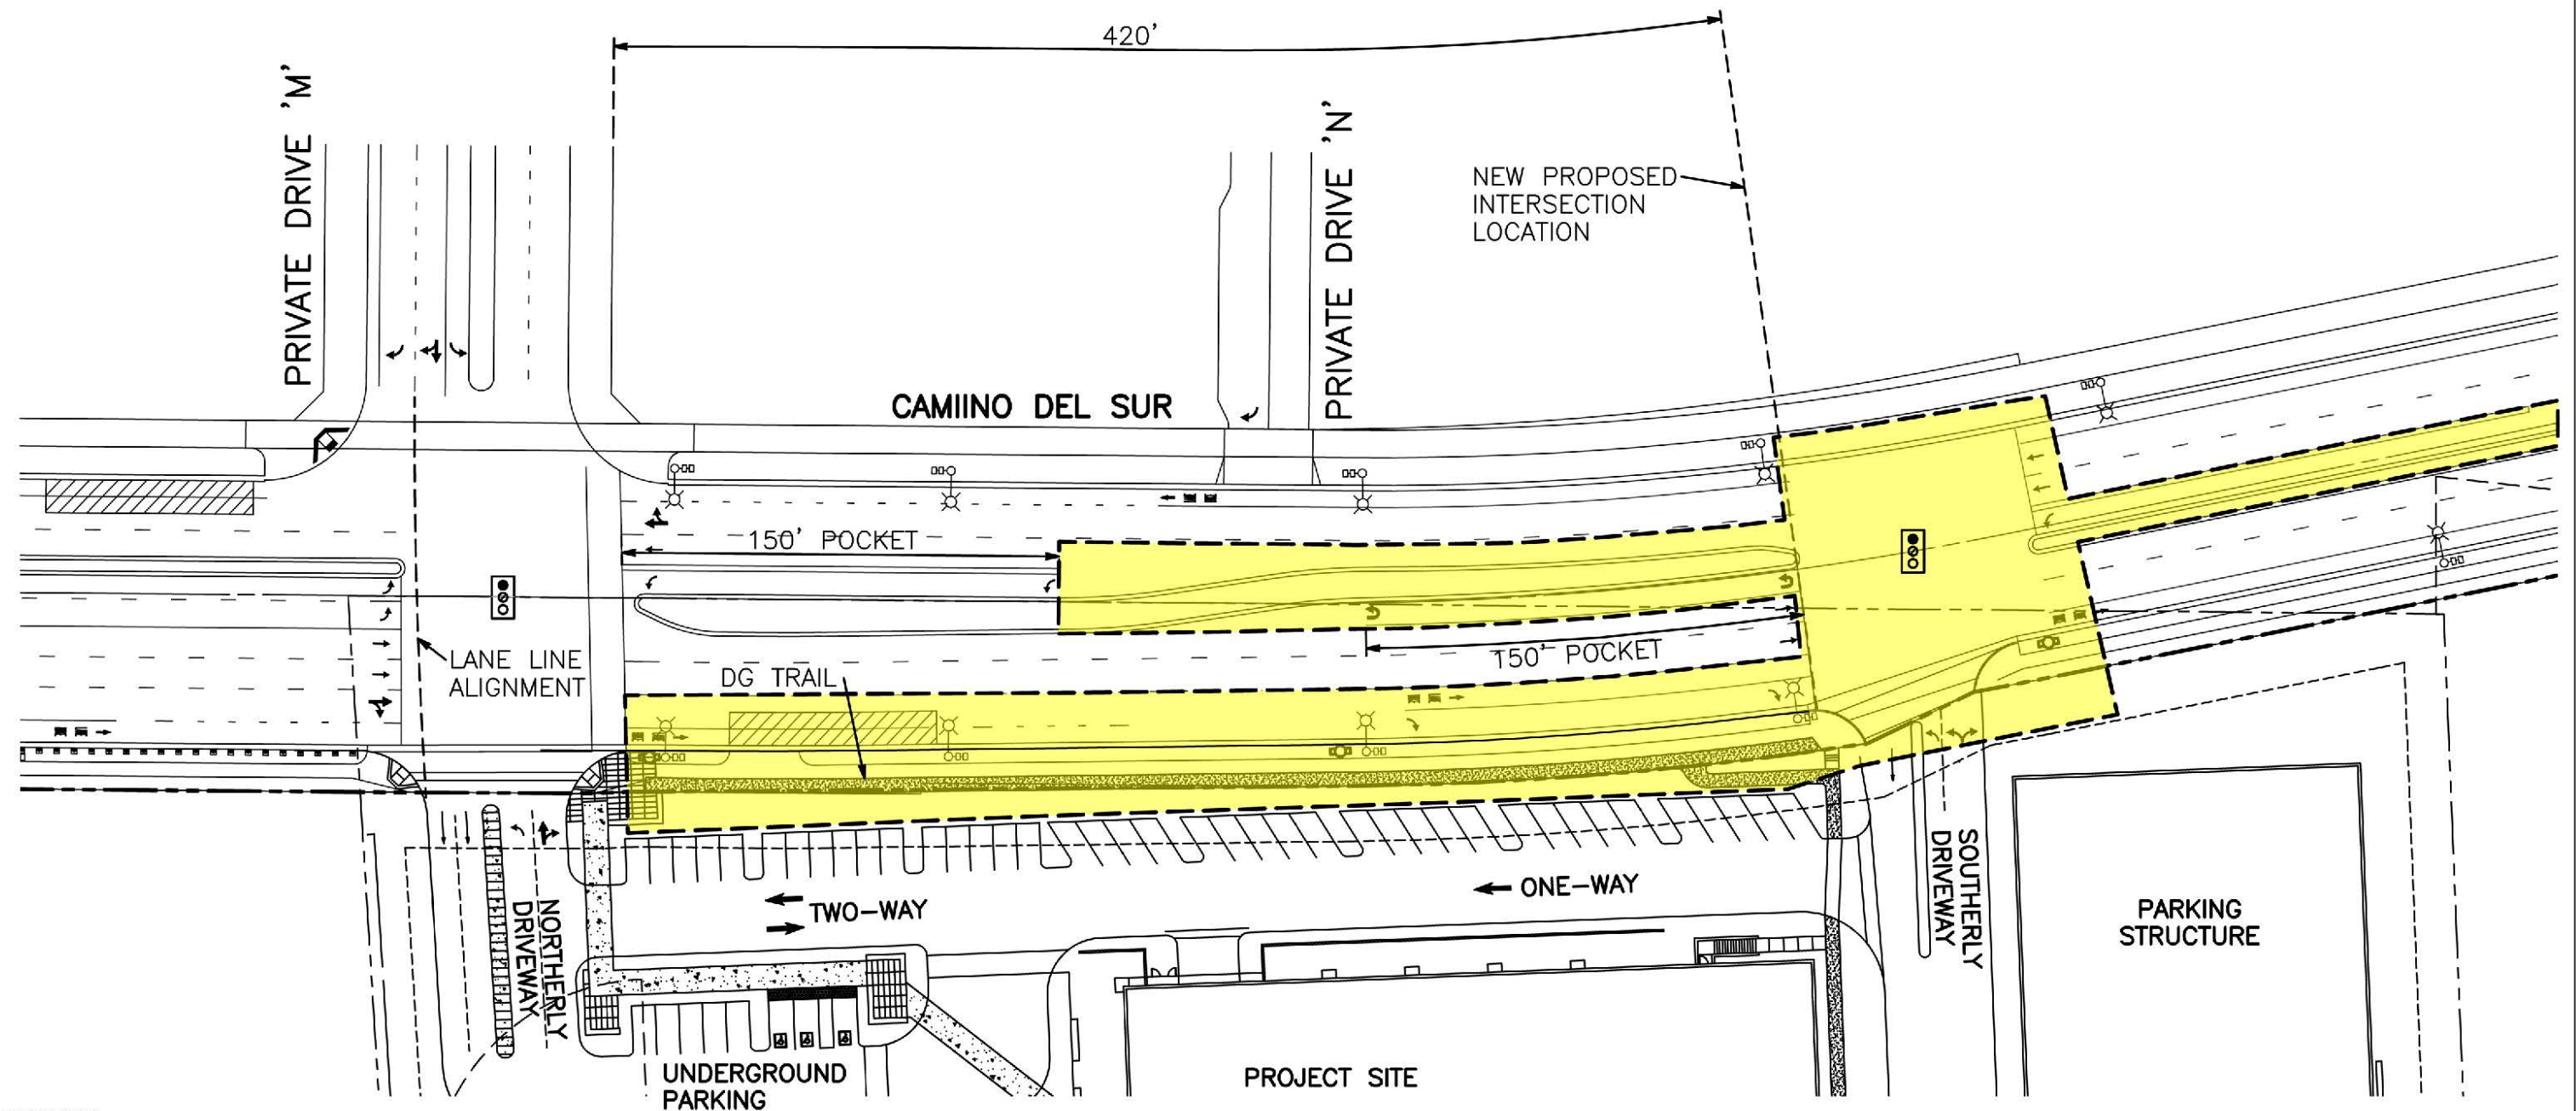 420'
PRIVATE DRIVE 'M'
PRIVATE DRIVE 'N'
NEW PROPOSED
INTERSECTION
LOCATION
CAMIINO DEL SUR
150' POCKET
150' POCKET
LANE LINE
ALIGNMENT
DG TRAIL
NORTHERLY
DRIVEWAY
TWO-WAY
ONE-WAY
SOUTHERLY
DRIVEWAY
PARKING
STRUCTURE
UNDERGROUND
PARKING
PROJECT SITE